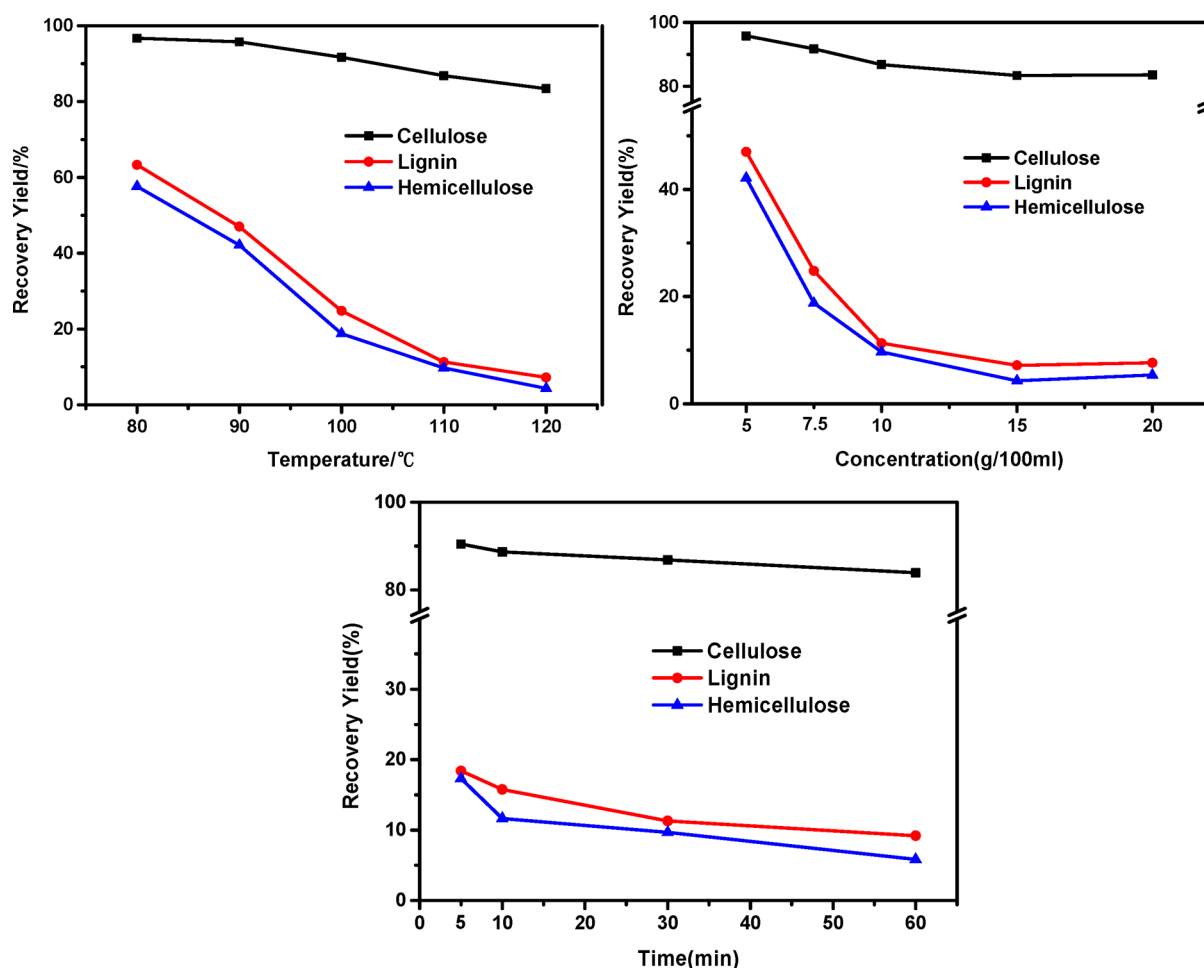 100
80
60
40
20
0
Recovery Yield/%
Cellulose
Lignin
Hemicellulose
80 90 100 110 120
Temperature/℃
100
80
40
20
0
Recovery Yield(%)
Cellulose
Lignin
Hemicellulose
5 7.5 10 15 20
Concentration(g/100ml)
100
80
30
20
10
0
Recovery Yield(%)
Cellulose
Lignin
Hemicellulose
0 5 10 20 30 40 50 60
Time(min)